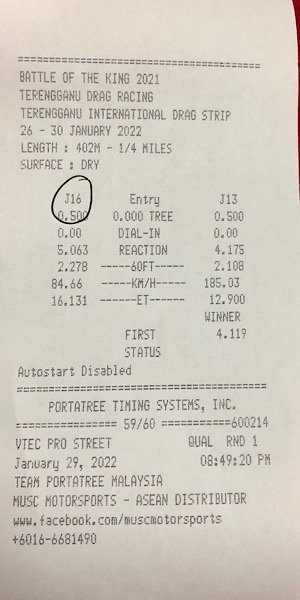 ==========================================
BATTLE OF THE KING 2021
TERENGGANU DRAG RACING
TERENGGANU INTERNATIONAL DRAG STRIP
26 - 30 JANUARY 2022
LENGTH : 402M - 1/4 MILES
SURFACE : DRY
J16 Entry J13
0.500 0.000 TREE 0.500
0.00 DIAL-IN 0.00
5.063 REACTION 4.175
2.278 ------60FT------ 2.108
84.66 ------KM/H------ 185.03
16.131 -------ET------- 12.900
WINNER
FIRST 4.119
STATUS
Autostart Disabled
==========================================
PORTATREE TIMING SYSTEMS, INC.
================= 59/60 ===========600214
VTEC PRO STREET QUAL RND 1
January 29, 2022 08:49:20 PM
TEAM PORTATREE MALAYSIA
MUSC MOTORSPORTS - ASEAN DISTRIBUTOR
www.facebook.com/muscmotorsports
+6016-6681490